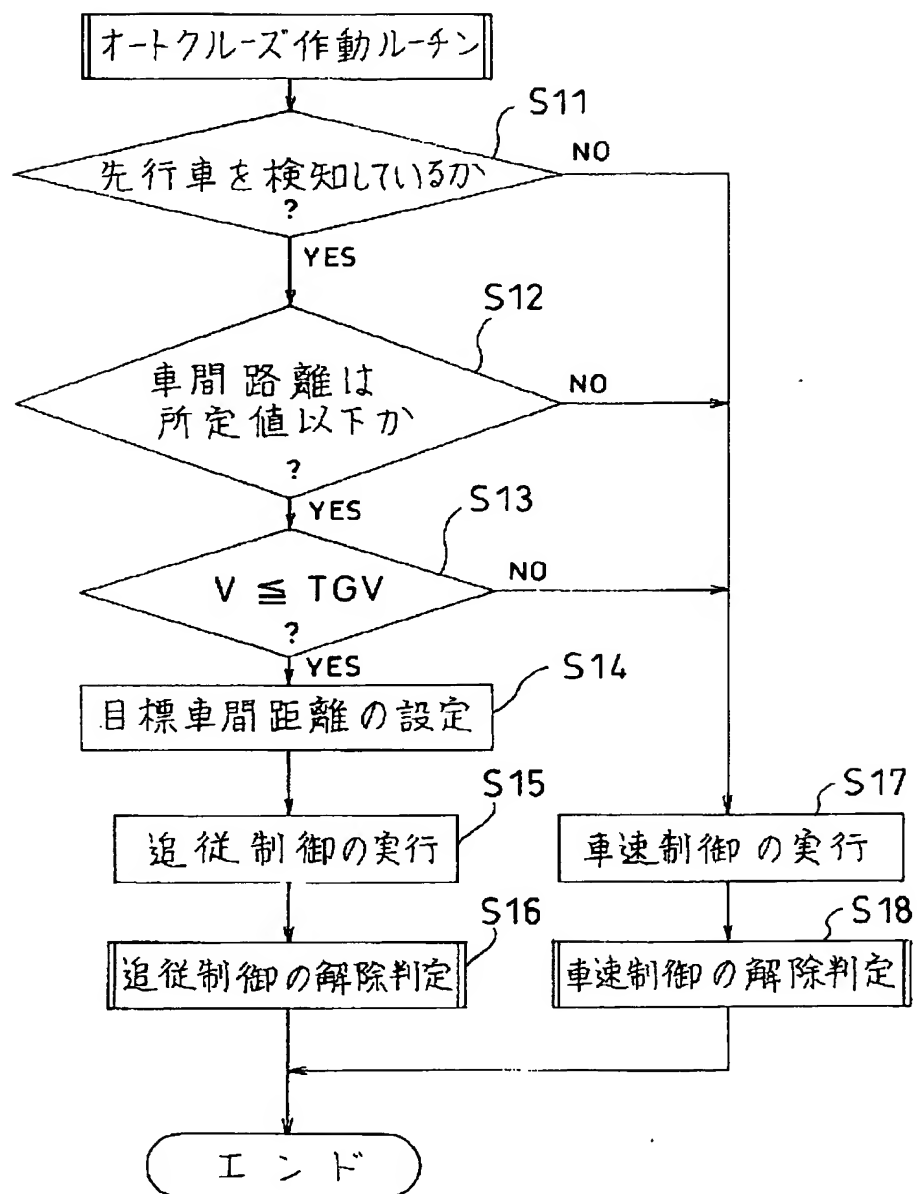 オートクルーズ作動ルーチン
S11
先行車を検知しているか
?
NO
YES
S12
車間路離は
所定値以下か
?
NO
YES
S13
V ≦ TGV
?
NO
YES
S14
目標車間距離の設定
S15
追従制御の実行
S17
車速制御の実行
S16
追従制御の解除判定
S18
車速制御の解除判定
エンド